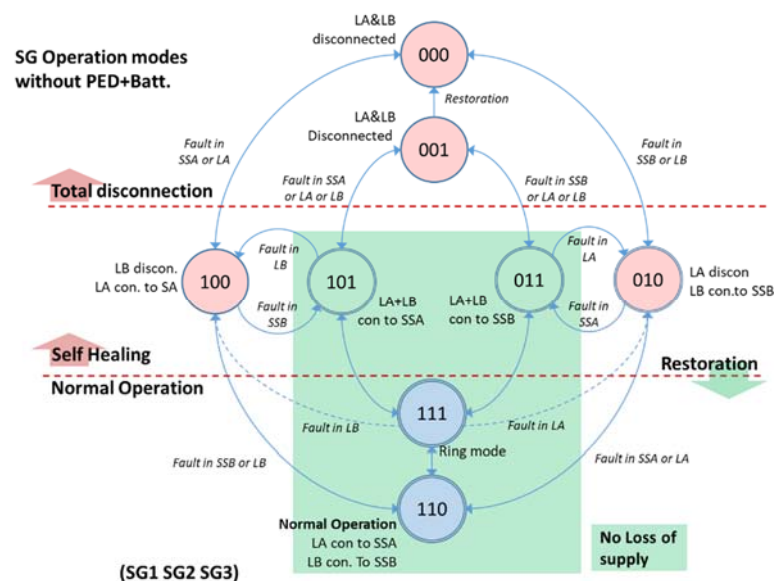 LA&LB
disconnected
000
SG Operation modes
without PED+Batt.
Restoration
LA&LB
Disconnected
001
Fault in
SSA or LA
Fault in SSA
or LA or LB
Fault in SSB
or LA or LB
Fault in
SSB or LB
Total disconnection
LB discon.
LA con. to SA
100
Fault in
LB
Fault in
SSB
101
LA+LB
con to SSA
011
LA+LB
con to SSB
Fault in
LA
Fault in
SSA
010
LA discon
LB con.to SSB
Self Healing
Restoration
Normal Operation
111
Ring mode
Fault in LB
Fault in LA
Fault in SSB or LB
Fault in SSA or LA
110
Normal Operation
LA con to SSA
LB con. To SSB
No Loss of
supply
(SG1 SG2 SG3)